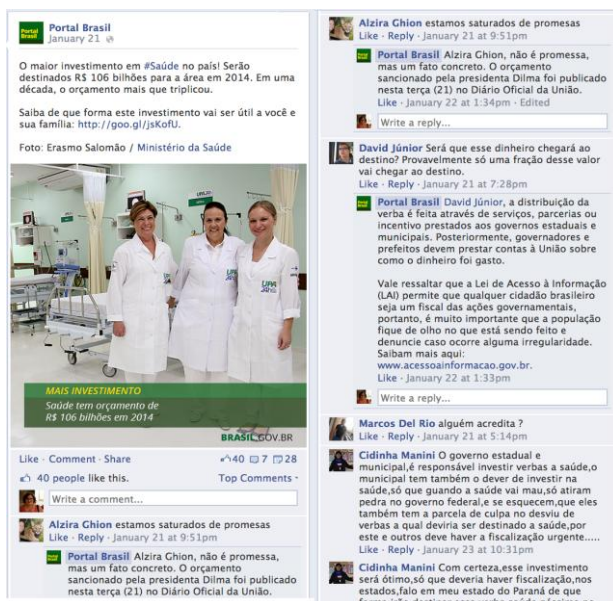 Portal Brasil
January 21
O maior investimento em #Saúde no país! Serão
destinados R$ 106 bilhões para a área em 2014. Em uma
década, o orçamento mais que triplicou.
Saiba de que forma este investimento vai ser útil a você e
sua família: http://goo.gl/jsKofU.
Foto: Erasmo Salomão / Ministério da Saúde
MAIS INVESTIMENTO
Saúde tem orçamento de
R$ 106 bilhões em 2014
BRASIL.GOV.BR
Like · Comment · Share
40 7 28
40 people like this.
Top Comments
Write a comment...
Alzira Ghion estamos saturados de promesas
Like · Reply · January 21 at 9:51pm
Portal Brasil Alzira Ghion, não é promessa,
mas um fato concreto. O orçamento
sancionado pela presidenta Dilma foi publicado
nesta terça (21) no Diário Oficial da União.
Alzira Ghion estamos saturados de promesas
Like · Reply · January 21 at 9:51pm
Portal Brasil Alzira Ghion, não é promessa,
mas um fato concreto. O orçamento
sancionado pela presidenta Dilma foi publicado
nesta terça (21) no Diário Oficial da União.
Like · January 22 at 1:34pm · Edited
Write a reply...
David Júnior Será que esse dinheiro chegará ao
destino? Provavelmente só uma fração desse valor
vai chegar ao destino.
Like · Reply · January 21 at 7:28pm
Portal Brasil David Júnior, a distribuição da
verba é feita através de serviços, parcerias ou
incentivo prestados aos governos estaduais e
municipais. Posteriormente, governadores e
prefeitos devem prestar contas à União sobre
como o dinheiro foi gasto.
Vale ressaltar que a Lei de Acesso à Informação
(LAI) permite que qualquer cidadão brasileiro
seja um fiscal das ações governamentais,
portanto, é muito importante que a população
fique de olho no que está sendo feito e
denuncie caso ocorre alguma irregularidade.
Saibam mais aqui:
www.acessoainformacao.gov.br.
Like · January 22 at 1:33pm
Write a reply...
Marcos Del Rio alguém acredita ?
Like · Reply · January 21 at 5:14pm
Cidinha Manini O governo estadual e
municipal,é responsável investir verbas a saúde,o
municipal tem também o dever de investir na
saúde,só que guando a saúde vai mau,só atiram
pedra no governo federal,e se esquecem,que eles
também tem a parcela de culpa no desviu de
verbas a qual deviria ser destinado a saúde,por
este e outros deve haver a fiscalização urgente.....
Like · Reply · January 23 at 10:31pm
Cidinha Manini Com certeza,esse investimento
será ótimo,só que deveria haver fiscalização,nos
estados,falo em meu estado do Paraná de que